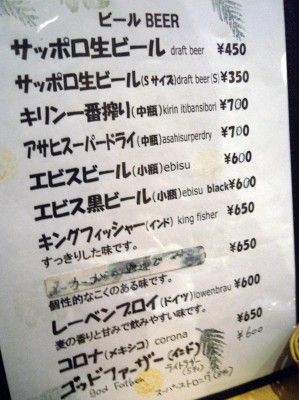 ビール BEER
サッポロ生ビール draft beer ¥450
サッポロ生ビール(Sサイズ)draft beer(S) ¥350
キリン一番搾り(中瓶)kirin itibansibori ¥700
アサヒスーパードライ(中瓶)asahisurperdry ¥700
エビスビール(小瓶)ebisu ¥600
エビス黒ビール(小瓶)ebisu black¥600
キングフィッシャー(インド) king fisher ¥650
すっきりした味です。
¥650
個性的なこくのある味です。
レーベンブロイ(ドイツ)lowenbrau ¥600
麦の香りと甘みで飲みやすい味です。
コロナ(メキシコ) corona ¥650
ゴッドファーザー(インド) ¥600
God Father